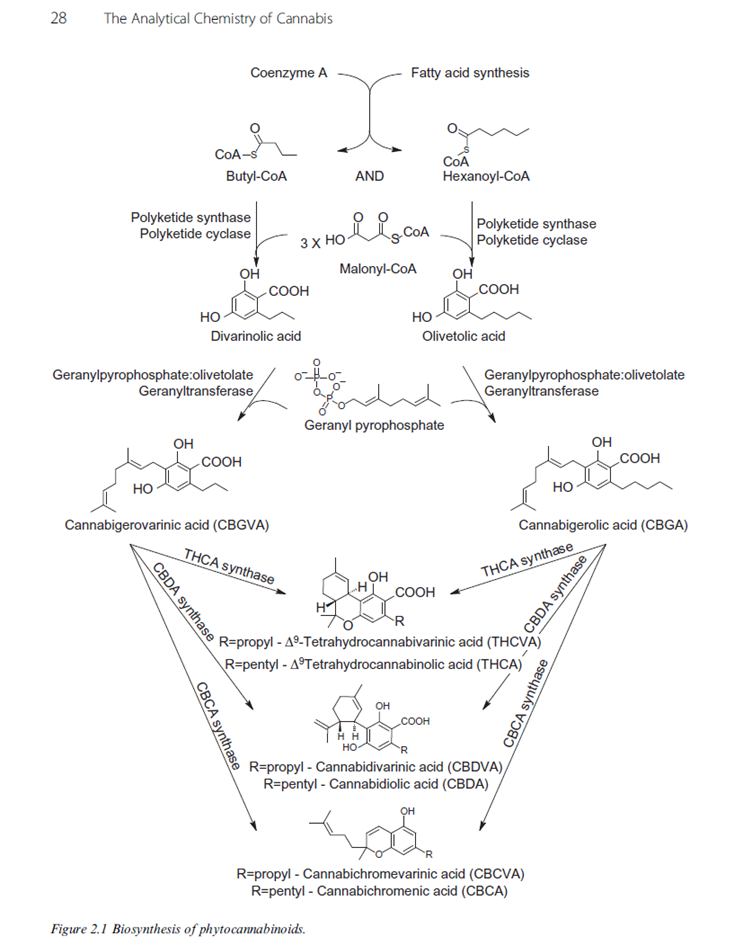 28 The Analytical Chemistry of Cannabis
Coenzyme A
Fatty acid synthesis
O
CoA-S
Butyl-CoA
AND
O
S
CoA
Hexanoyl-CoA
Polyketide synthase
Polyketide cyclase
3 X HO
O O
S-CoA
Malonyl-CoA
Polyketide synthase
Polyketide cyclase
OH
COOH
HO
Divarinolic acid
OH
COOH
HO
Olivetolic acid
Geranylpyrophosphate:olivetolate
Geranyltransferase
O
O⁻-P-O⁻
O O⁻
P
O O
Geranyl pyrophosphate
Geranylpyrophosphate:olivetolate
Geranyltransferase
OH
COOH
HO
Cannabigerovarinic acid (CBGVA)
OH
COOH
HO
Cannabigerolic acid (CBGA)
THCA synthase
CBDA synthase
CBCA synthase
THCA synthase
CBDA synthase
CBCA synthase
H OH
COOH
H
O
R
R=propyl - Δ⁹-Tetrahydrocannabivarinic acid (THCVA)
R=pentyl - Δ⁹Tetrahydrocannabinolic acid (THCA)
OH
COOH
H H
HO
R
R=propyl - Cannabidivarinic acid (CBDVA)
R=pentyl - Cannabidiolic acid (CBDA)
OH
O
R
R=propyl - Cannabichromevarinic acid (CBCVA)
R=pentyl - Cannabichromenic acid (CBCA)
Figure 2.1 Biosynthesis of phytocannabinoids.